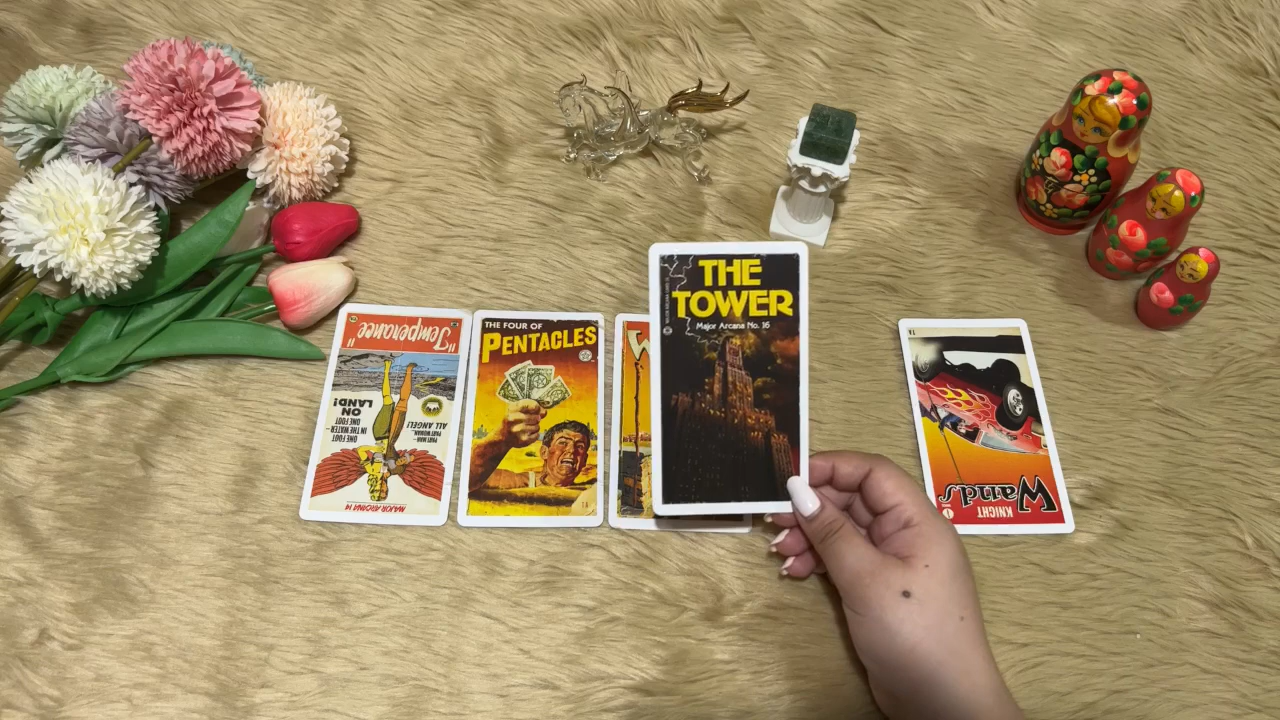 "Temperance"
ONE FOOT
IN THE WATER—
ONE FOOT
ON
LAND!
PART MAN—
PART WOMAN,
ALL ANGEL!
MAJOR ARCANA 14
THE FOUR OF
PENTACLES
W
THE
TOWER
Major Arcana No. 16
KNIGHT
Wands